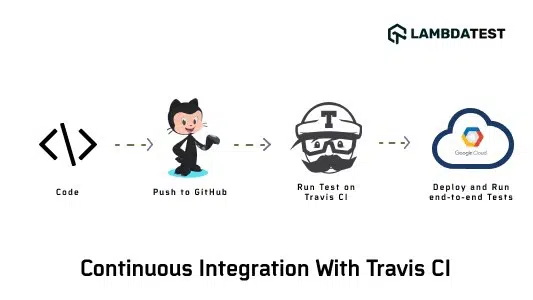 LAMBDATEST
T
Google Cloud
Code
Push to GitHub
Run Test on
Travis CI
Deploy and Run
end-to-end Tests
Continuous Integration With Travis CI